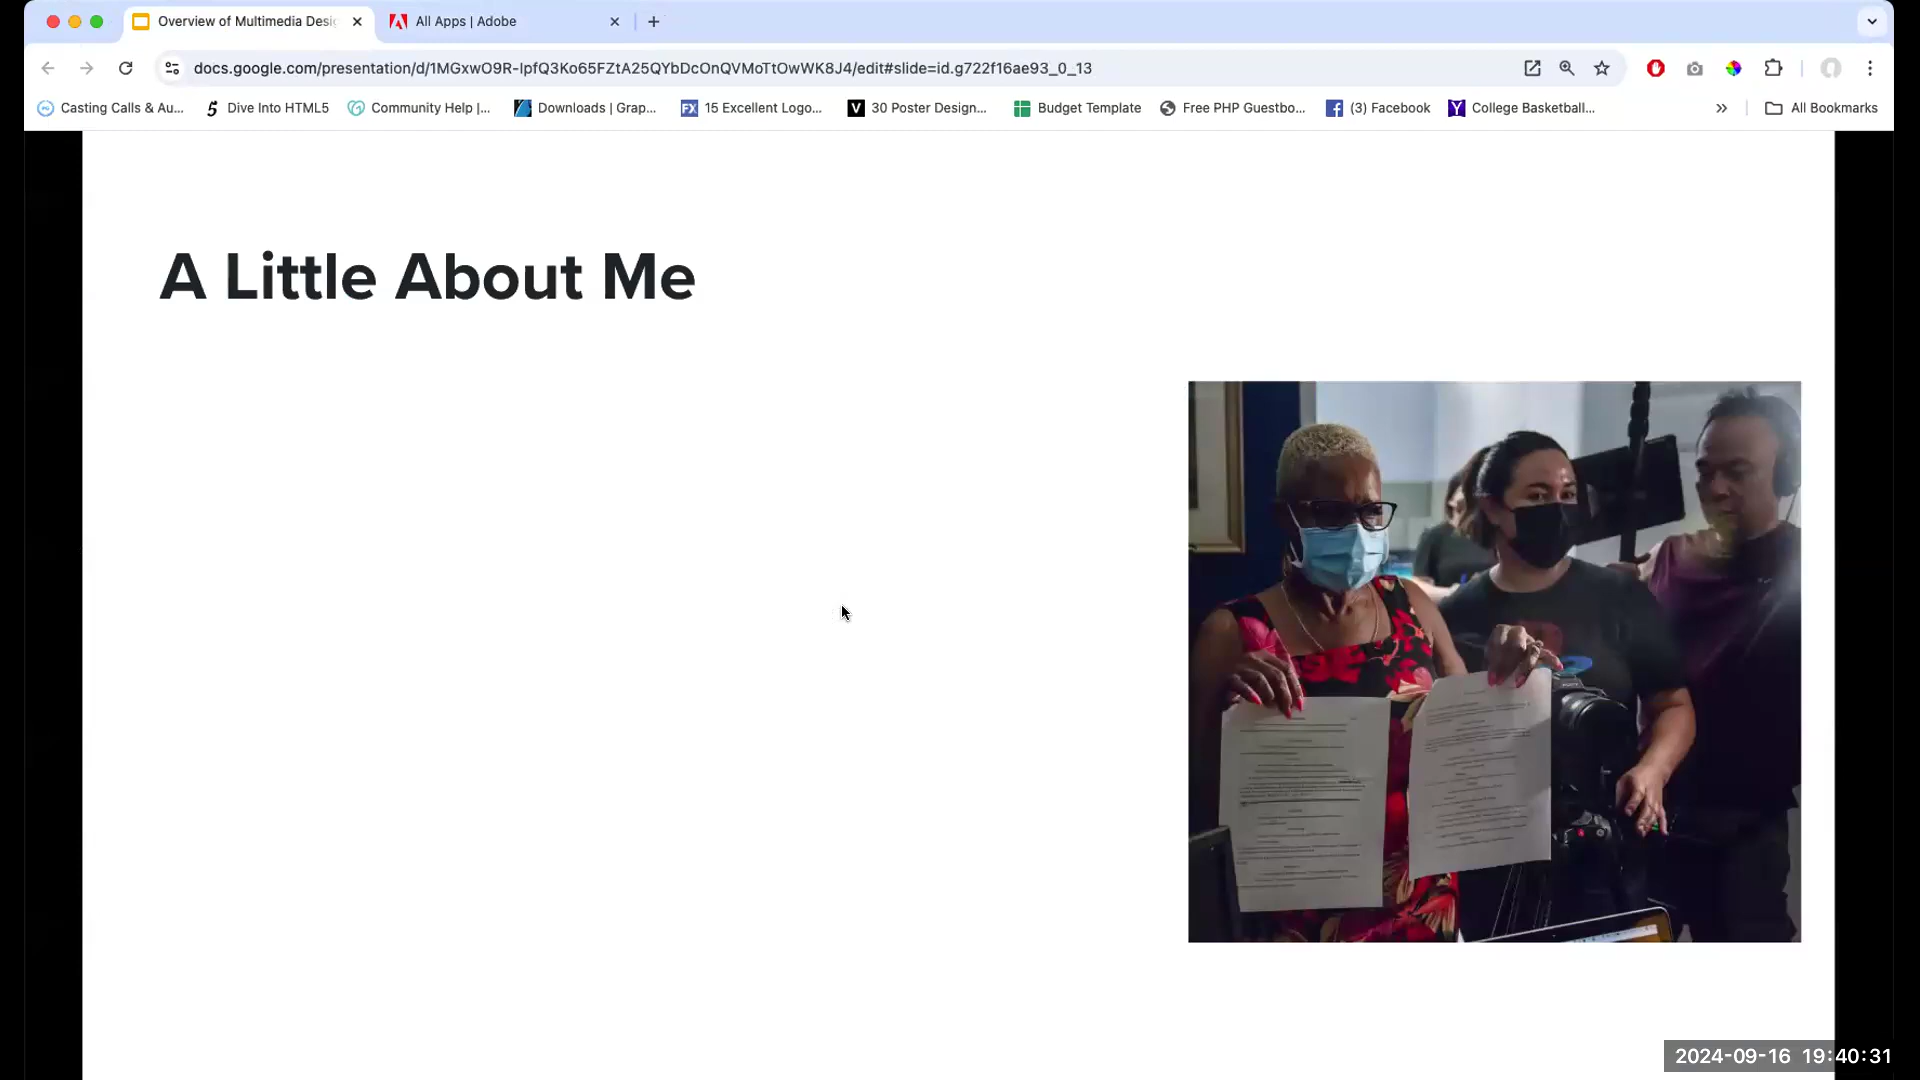 Overview of Multimedia Desig
All Apps | Adobe
docs.google.com/presentation/d/1MGxwO9R-IpfQ3Ko65FZtA25QYbDcOnQVMoTtOwWK8J4/edit#slide=id.g722f16ae93_0_13
Casting Calls & Au...
Dive Into HTML5
Community Help |...
Downloads | Grap...
15 Excellent Logo...
30 Poster Design...
Budget Template
Free PHP Guestbo...
(3) Facebook
College Basketball...
All Bookmarks
A Little About Me
2024-09-16 19:40:31